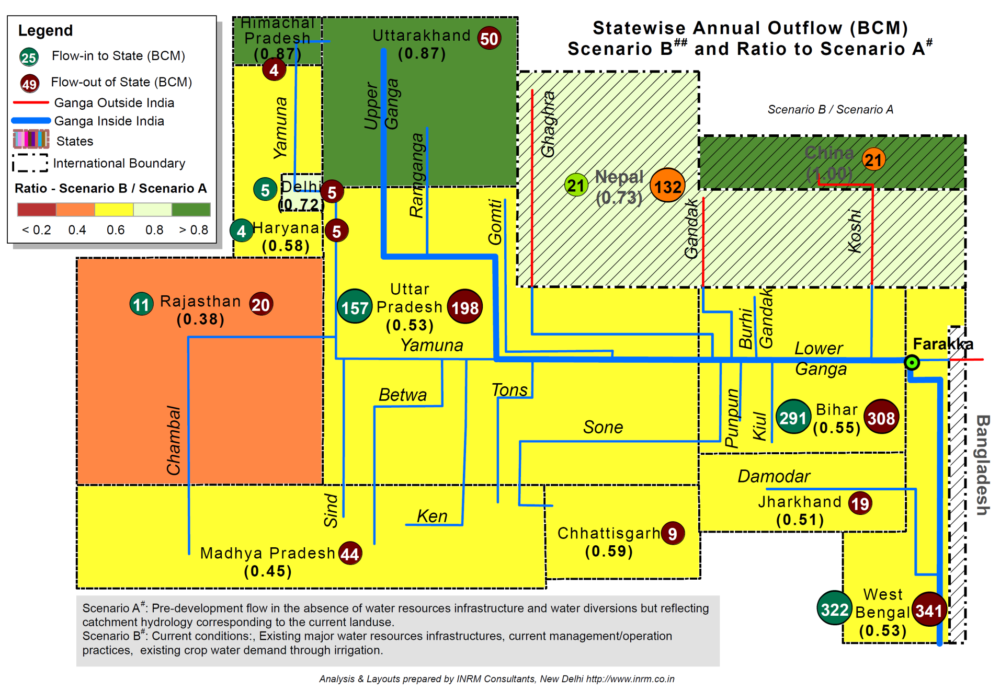 Statewise Annual Outflow (BCM)
Scenario B## and Ratio to Scenario A#
Scenario B / Scenario A
Legend
25 Flow-in to State (BCM)
49 Flow-out of State (BCM)
Ganga Outside India
Ganga Inside India
States
International Boundary
Ratio - Scenario B / Scenario A
< 0.2 0.4 0.6 0.8 > 0.8
Himachal
Pradesh
(0.87)
4
Uttarakhand 50
(0.87)
Yamuna
Upper
Ganga
Ramganga
Ghaghra
21 Nepal 132
(0.73)
China 21
(1.00)
Gandak
Koshi
5 Delhi 5
(0.72)
4 Haryana 5
(0.58)
Gomti
11 Rajasthan 20
(0.38)
157 Uttar
Pradesh 198
(0.53)
Yamuna
Burhi
Gandak
Lower
Ganga
Farakka
Bangladesh
Chambal
Betwa
Tons
Sone
Punpun
Kiul
291 Bihar 308
(0.55)
Damodar
Jharkhand 19
(0.51)
Sind
Ken
Madhya Pradesh 44
(0.45)
Chhattisgarh 9
(0.59)
322 West
Bengal 341
(0.53)
Scenario A#: Pre-development flow in the absence of water resources infrastructure and water diversions but reflecting
catchment hydrology corresponding to the current landuse.
Scenario B#: Current conditions:, Existing major water resources infrastructures, current management/operation
practices, existing crop water demand through irrigation.
Analysis & Layouts prepared by INRM Consultants, New Delhi http://www.inrm.co.in